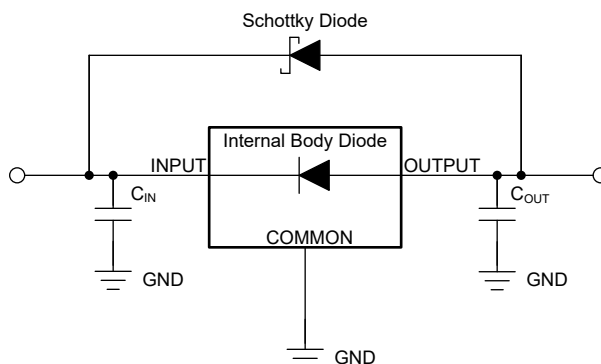 Schottky Diode
Internal Body Diode
INPUT
OUTPUT
CIN
COUT
COMMON
GND
GND
GND